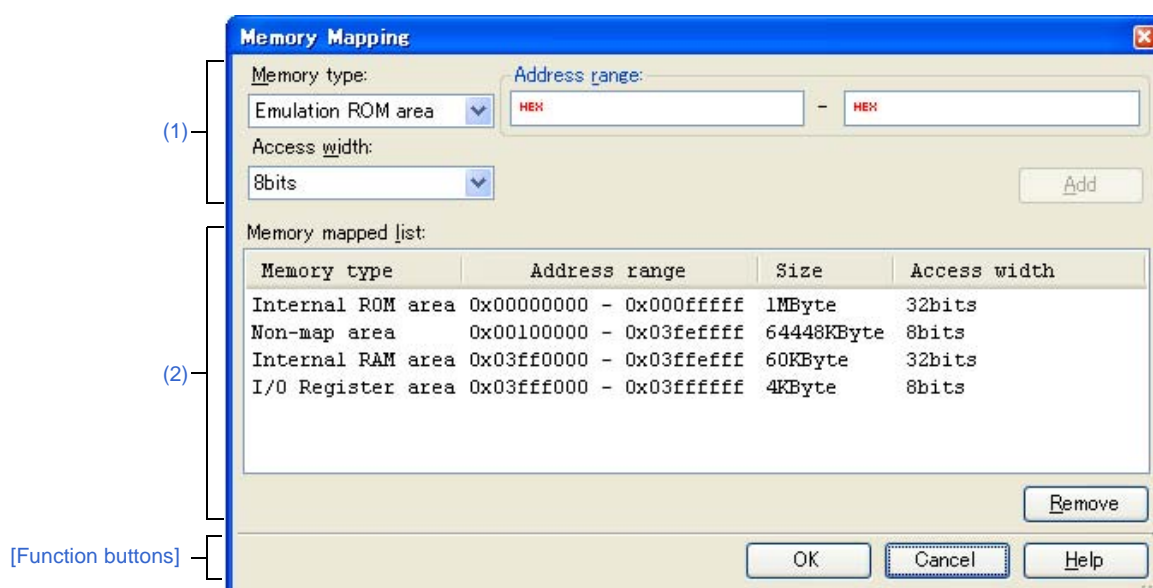 Memory Mapping
Memory type:
Address range:
Emulation ROM area
HEX - HEX
(1)
Access width:
8bits
Add
Memory mapped list:
Memory type Address range Size Access width
Internal ROM area 0x00000000 - 0x000fffff 1MByte 32bits
Non-map area 0x00100000 - 0x03feffff 64448KByte 8bits
Internal RAM area 0x03ff0000 - 0x03ffefff 60KByte 32bits
(2)
I/O Register area 0x03fff000 - 0x03ffffff 4KByte 8bits
Remove
[Function buttons]
OK Cancel Help